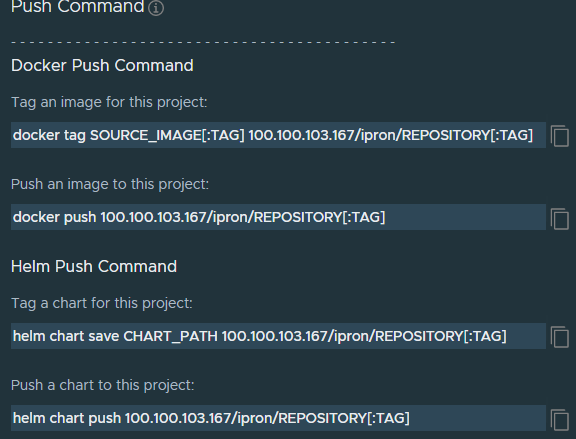 Push Command
- - - - - - - - - - - - - - - - - - - - - - - - - - - - - - - - - - - - - - - - - -
Docker Push Command
Tag an image for this project:
docker tag SOURCE_IMAGE[:TAG] 100.100.103.167/ipron/REPOSITORY[:TAG]
Push an image to this project:
docker push 100.100.103.167/ipron/REPOSITORY[:TAG]
Helm Push Command
Tag a chart for this project:
helm chart save CHART_PATH 100.100.103.167/ipron/REPOSITORY[:TAG]
Push a chart to this project:
helm chart push 100.100.103.167/ipron/REPOSITORY[:TAG]